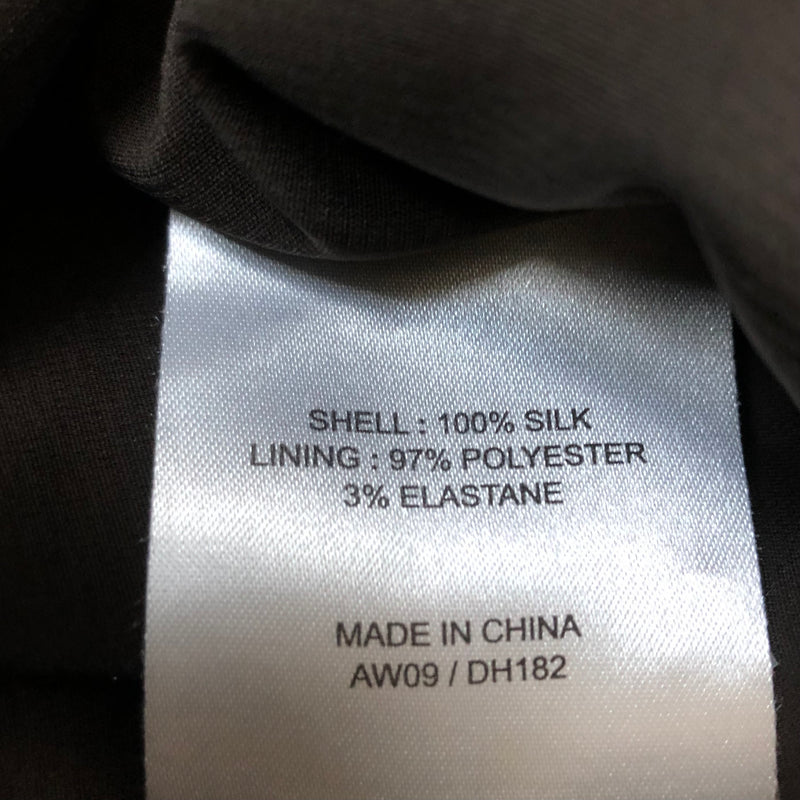 SHELL : 100% SILK
LINING : 97% POLYESTER
3% ELASTANE
MADE IN CHINA
AW09 / DH182